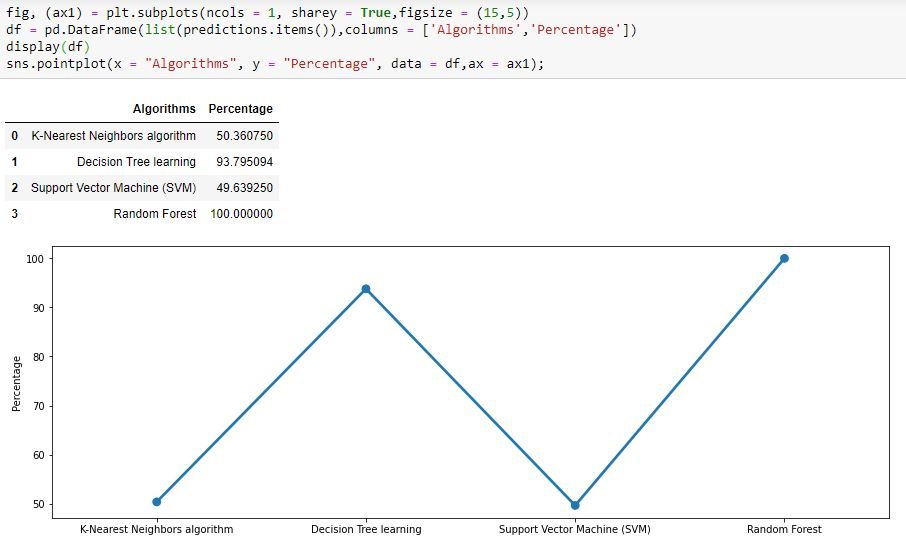 fig, (ax1) = plt.subplots(ncols = 1, sharey = True,figsize = (15,5))
df = pd.DataFrame(list(predictions.items()),columns = ['Algorithms','Percentage'])
display(df)
sns.pointplot(x = "Algorithms", y = "Percentage", data = df,ax = ax1);
Algorithms Percentage
0 K-Nearest Neighbors algorithm 50.360750
1 Decision Tree learning 93.795094
2 Support Vector Machine (SVM) 49.639250
3 Random Forest 100.000000
100
90
80
70
60
50
Percentage
K-Nearest Neighbors algorithm Decision Tree learning Support Vector Machine (SVM) Random Forest